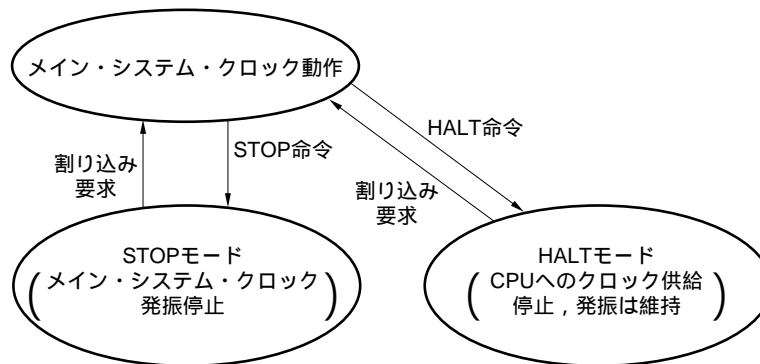 メイン・システム・クロック動作
HALT命令
STOP命令
割り込み
要求
割り込み
要求
STOPモード
(メイン・システム・クロック
発振停止)
HALTモード
(CPUへのクロック供給
停止，発振は維持)